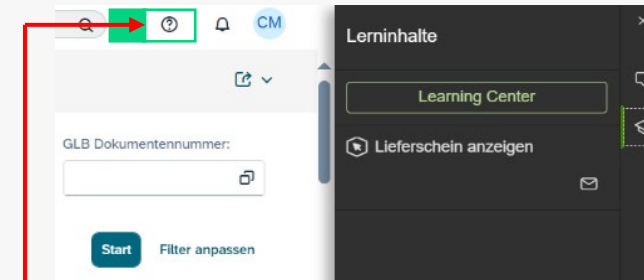 CM
GLB Dokumentennummer:
Start Filter anpassen
Lerninhalte
Learning Center
Lieferschein anzeigen